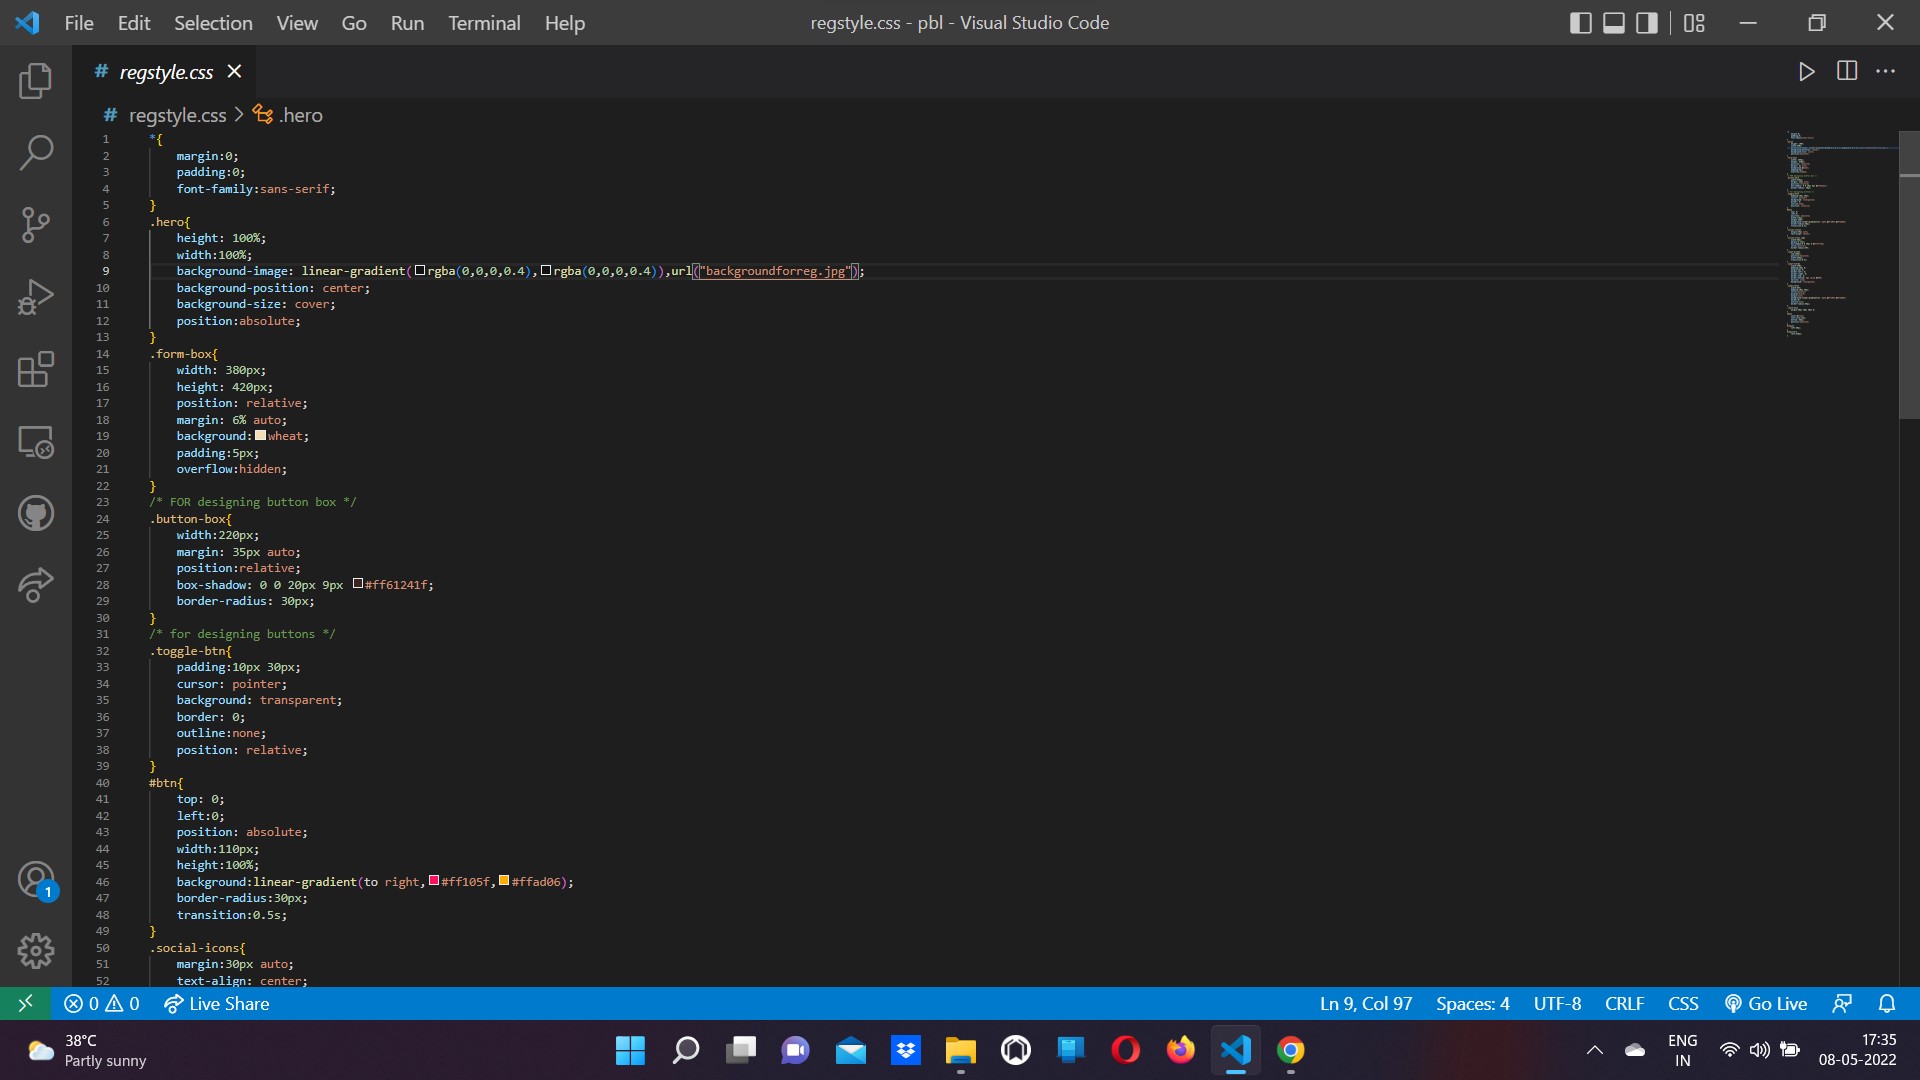 File Edit Selection View Go Run Terminal Help
regstyle.css - pbl - Visual Studio Code
# regstyle.css
# regstyle.css > .hero
1 *{
2 margin:0;
3 padding:0;
4 font-family:sans-serif;
5 }
6 .hero{
7 height: 100%;
8 width:100%;
9 background-image: linear-gradient(rgba(0,0,0,0.4),rgba(0,0,0,0.4)),url("backgroundforreg.jpg");
10 background-position: center;
11 background-size: cover;
12 position:absolute;
13 }
14 .form-box{
15 width: 380px;
16 height: 420px;
17 position: relative;
18 margin: 6% auto;
19 background:wheat;
20 padding:5px;
21 overflow:hidden;
22 }
23 /* FOR designing button box */
24 .button-box{
25 width:220px;
26 margin: 35px auto;
27 position:relative;
28 box-shadow: 0 0 20px 9px #ff61241f;
29 border-radius: 30px;
30 }
31 /* for designing buttons */
32 .toggle-btn{
33 padding:10px 30px;
34 cursor: pointer;
35 background: transparent;
36 border: 0;
37 outline:none;
38 position: relative;
39 }
40 #btn{
41 top: 0;
42 left:0;
43 position: absolute;
44 width:110px;
45 height:100%;
46 background:linear-gradient(to right,#ff105f,#ffad06);
47 border-radius:30px;
48 transition:0.5s;
49 }
50 .social-icons{
51 margin:30px auto;
52 text-align: center;
1
0 0 Live Share
Ln 9, Col 97 Spaces: 4 UTF-8 CRLF CSS Go Live
38°C
Partly sunny
ENG
IN
17:35
08-05-2022